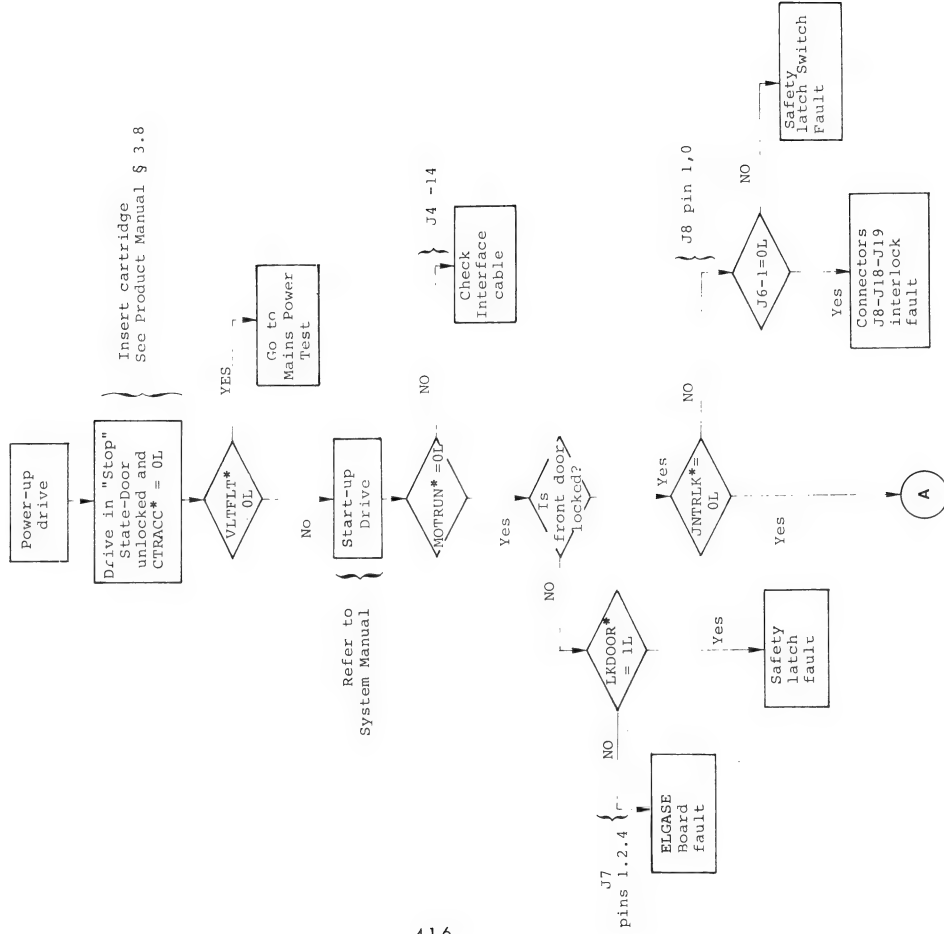 Power-up
drive
Drive in "Stop"
State-Door
unlocked and
CTRACC* = 0L
Insert cartridge
See Product Manual § 3.8
VLTFLT*
0L
YES
Go to
Mains Power
Test
No
Start-up
Drive
Refer to
System Manual
MOTRUN* =0L
NO
J4 -14
Check
Interface
cable
Yes
Is
front door
locked?
NO
LKDOOR*
= 1L
NO
J7
pins 1.2.4
ELGASE
Board
fault
Yes
Safety
latch
fault
Yes
JNTRLK*=
0L
NO
J8 pin 1,0
J6-1=0L
NO
Safety
latch Switch
Fault
Yes
Connectors
J8-J18-J19
interlock
fault
Yes
A
416